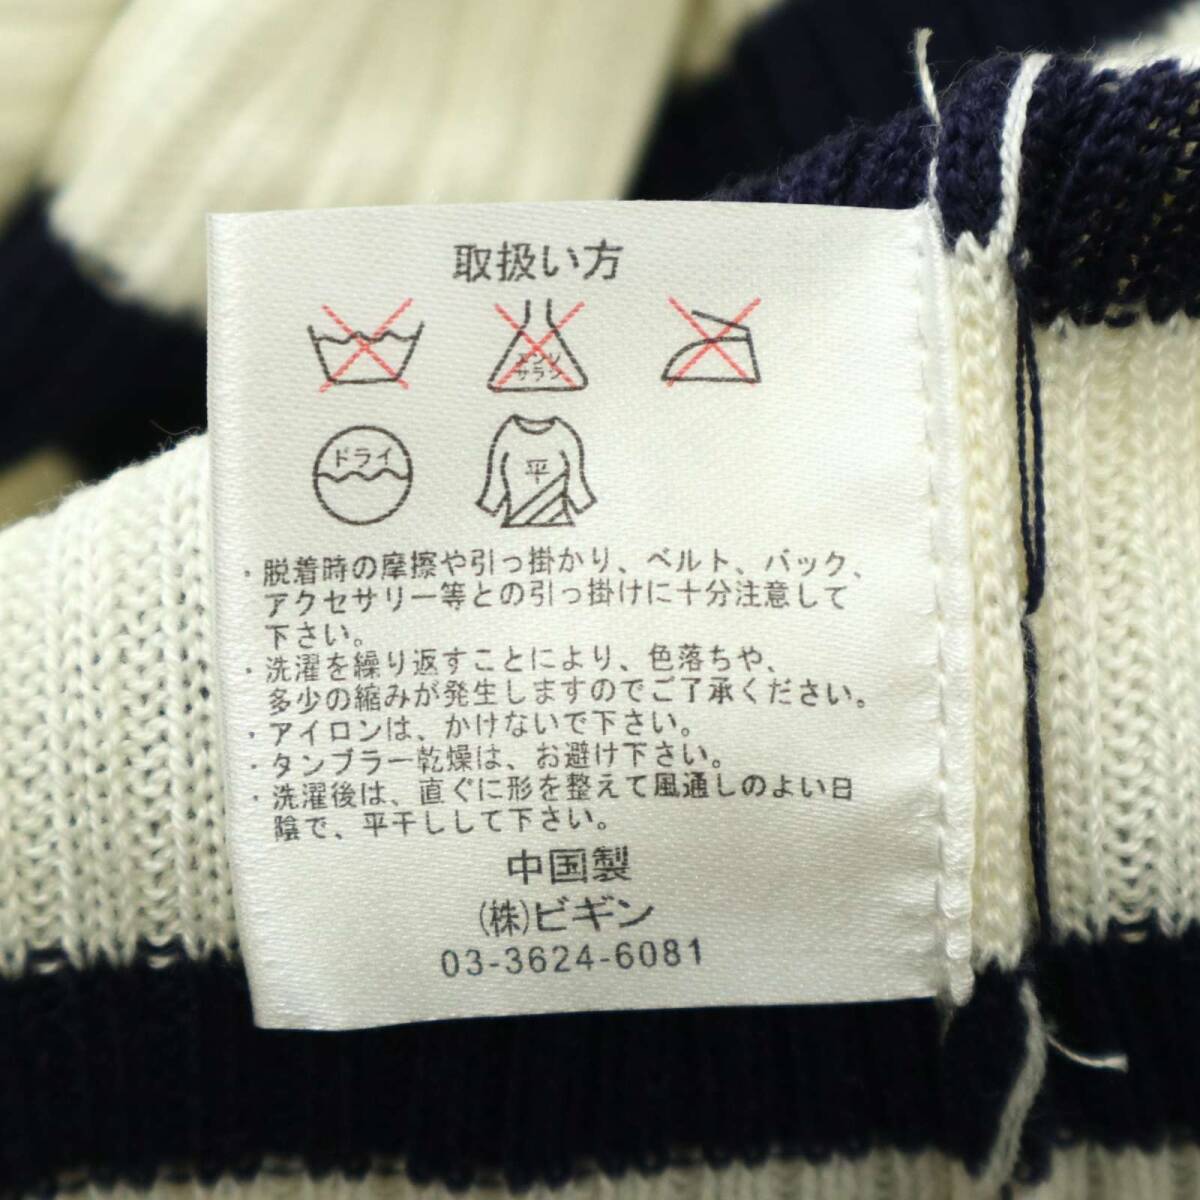 取扱い方
エンソ
サラシ
ドライ
平
・脱着時の摩擦や引っ掛かり、ベルト、バック、
アクセサリー等との引っ掛けに十分注意して
下さい。
・洗濯を繰り返すことにより、色落ちや、
多少の縮みが発生しますのでご了承ください。
・アイロンは、かけないで下さい。
・タンブラー乾燥は、お避け下さい。
・洗濯後は、直ぐに形を整えて風通しのよい日
陰で、平干しして下さい。
中国製
(株)ビギン
03-3624-6081